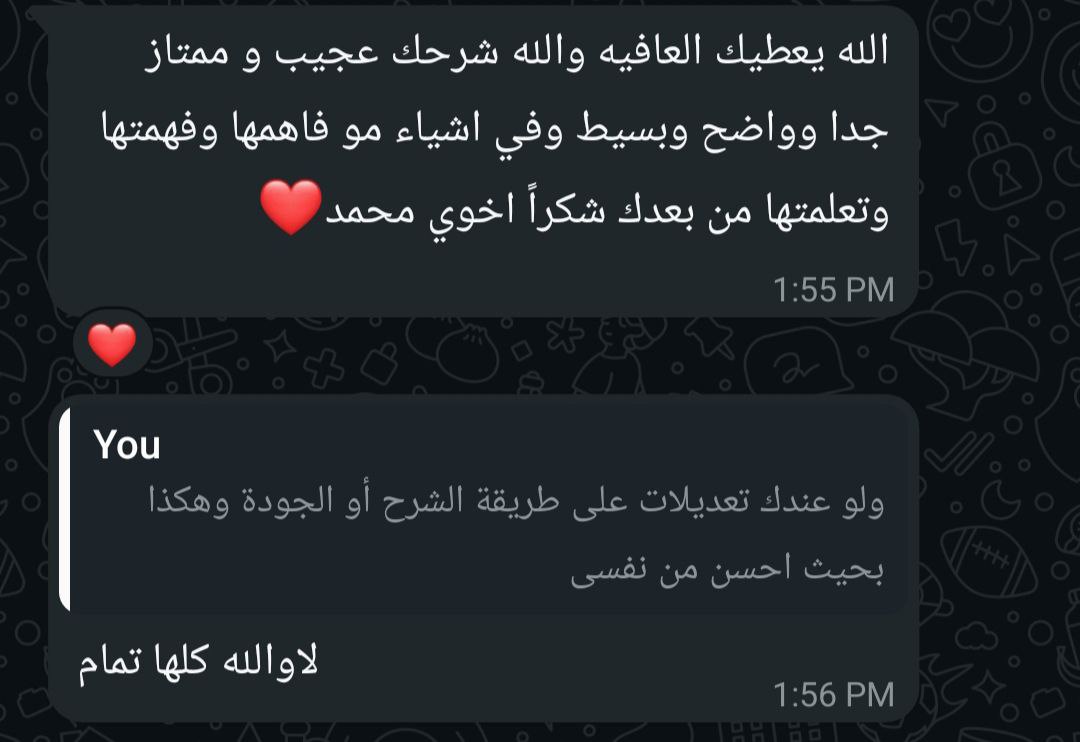 الله يعطيك العافيه والله شرحك عجيب و ممتاز
جدا وواضح وبسيط وفي اشياء مو فاهمها وفهمتها
وتعلمتها من بعدك شكراً اخوي محمد❤️
1:55 PM
❤️
You
ولو عندك تعديلات على طريقة الشرح أو الجودة وهكذا
بحيث احسن من نفسى
لاوالله كلها تمام
1:56 PM